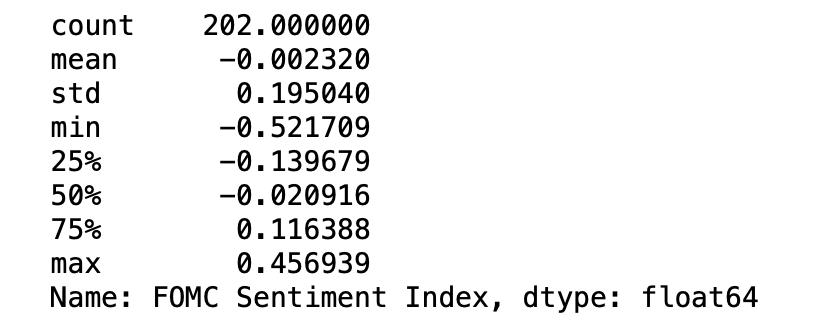 count    202.000000
mean      -0.002320
std        0.195040
min       -0.521709
25%       -0.139679
50%       -0.020916
75%        0.116388
max        0.456939
Name: FOMC Sentiment Index, dtype: float64